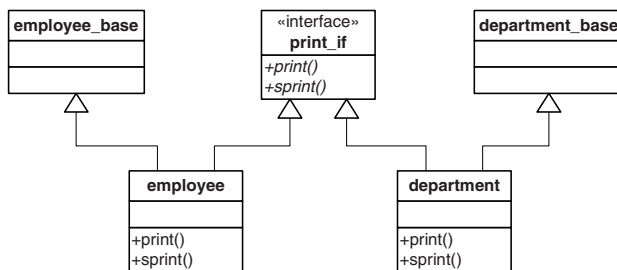 employee_base
«interface»
print_if
+print()
+sprint()
department_base
employee
+print()
+sprint()
department
+print()
+sprint()